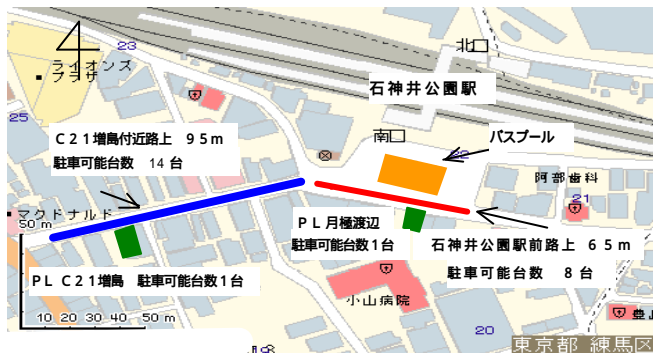 23
北口
ライオンズ
プラザ
石神井公園駅
25
C21増島付近路上 95m
駐車可能台数 14台
南口
22
バスプール
阿部歯科
21
マクドナルド
50 m
PL月極渡辺
駐車可能台数1台
石神井公園駅前路上 65m
駐車可能台数 8台
PL C21増島 駐車可能台数1台
小山病院
10 20 30 40 50 m
20
東京都 練馬区